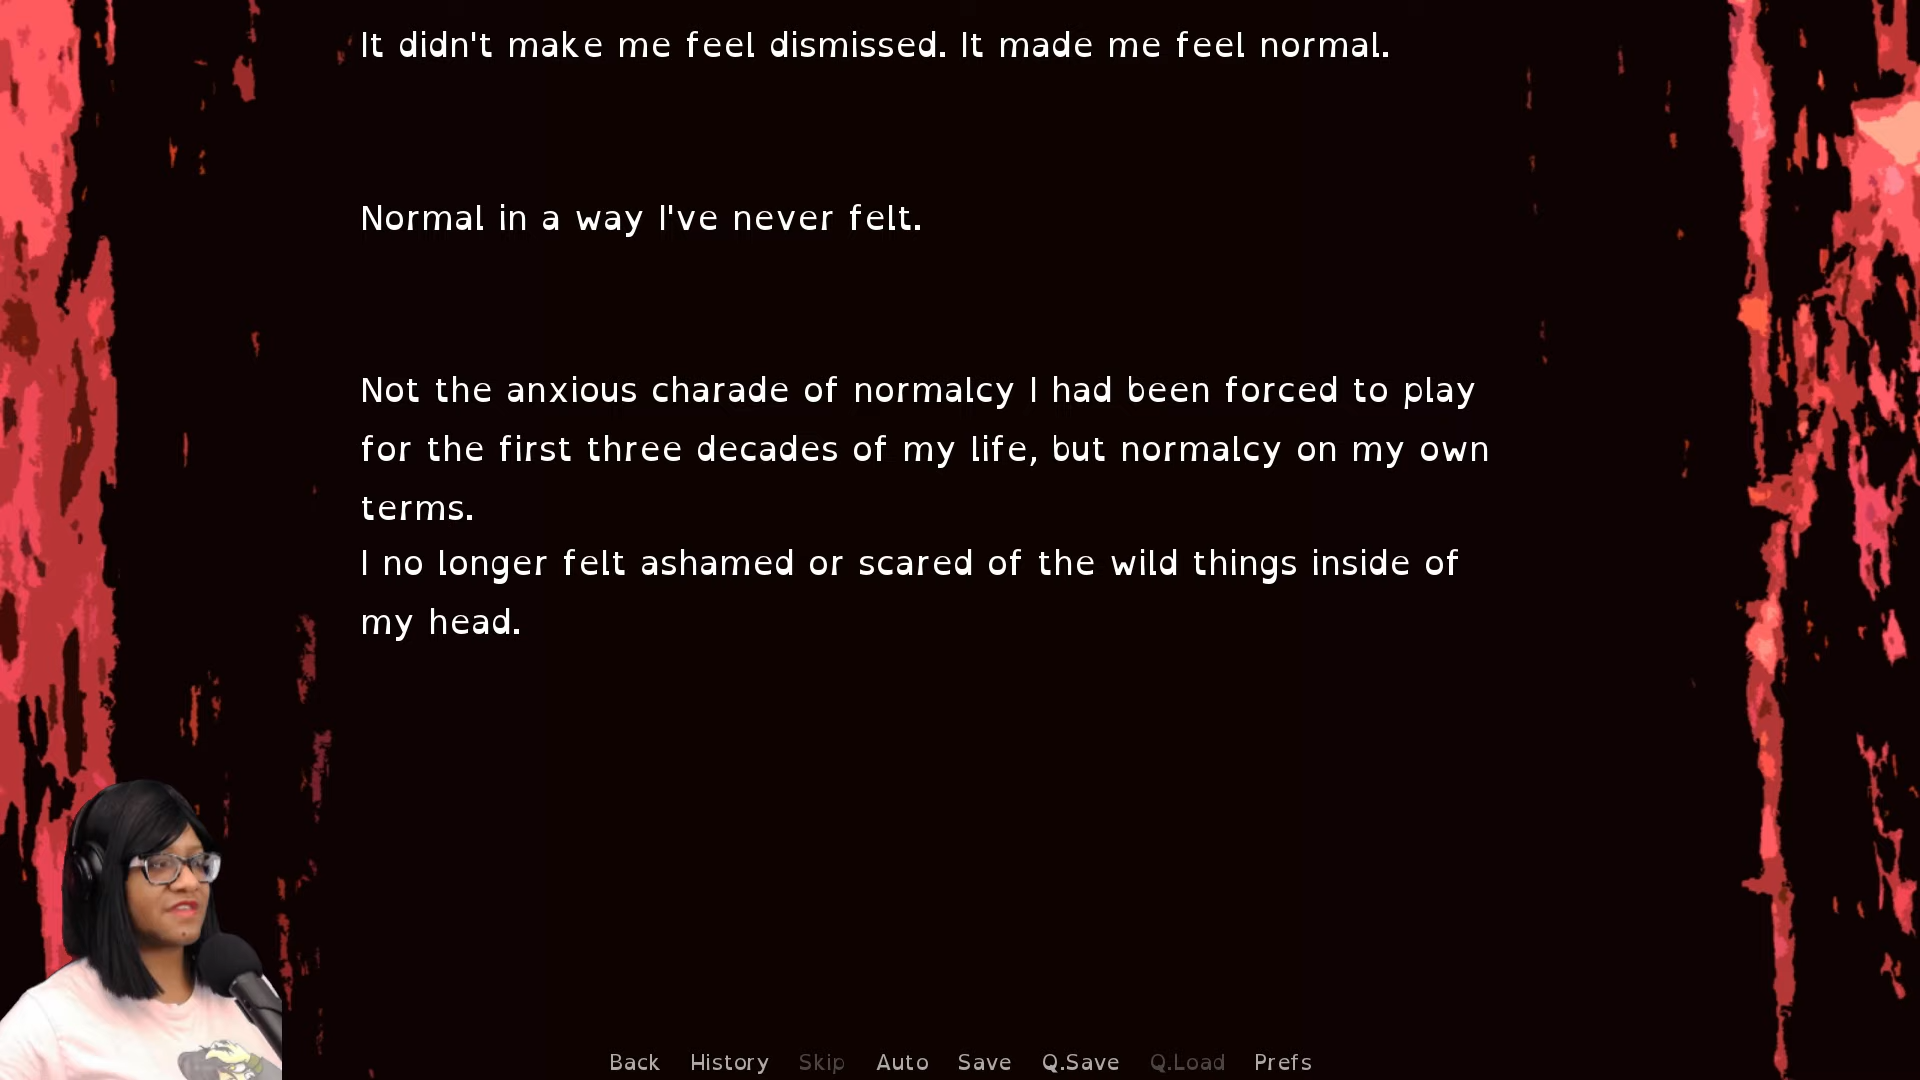 It didn't make me feel dismissed. It made me feel normal.
Normal in a way I've never felt.
Not the anxious charade of normalcy I had been forced to play
for the first three decades of my life, but normalcy on my own
terms.
I no longer felt ashamed or scared of the wild things inside of
my head.
Back History Skip Auto Save Q.Save Q.Load Prefs